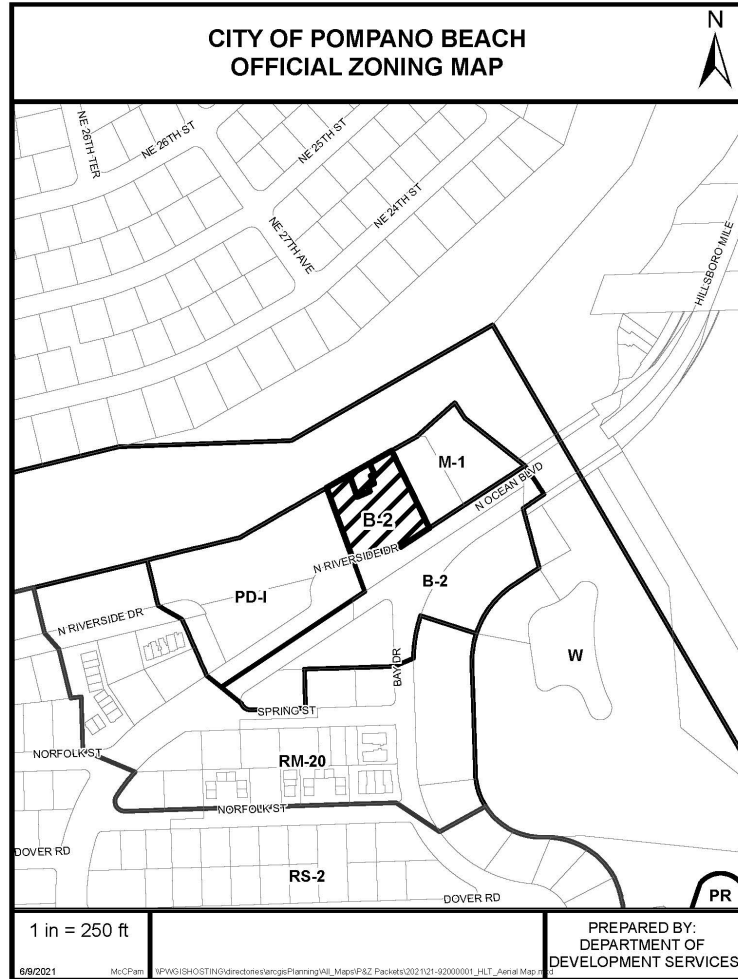 CITY OF POMPANO BEACH
OFFICIAL ZONING MAP
N
NE 26TH TER
NE 26TH ST
NE 25TH ST
NE 24TH ST
NE 27TH AVE
HILLSBORO MILE
M-1
N OCEAN BLVD
B-2
N RIVERSIDE DR
B-2
PD-I
N RIVERSIDE DR
W
BAY DR
SPRING ST
NORFOLK ST
RM-20
NORFOLK ST
DOVER RD
RS-2
DOVER RD
PR
1 in = 250 ft
6/9/2021
McCPam
PREPARED BY:
DEPARTMENT OF
DEVELOPMENT SERVICES